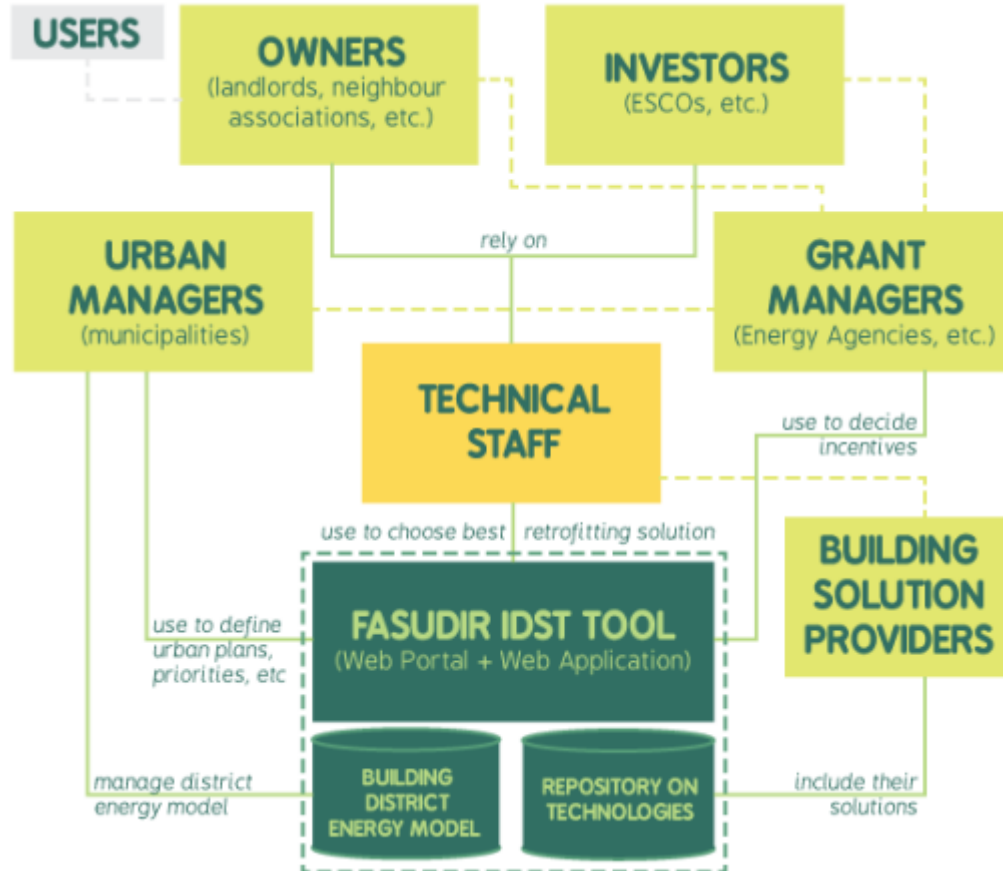 USERS
OWNERS
(landlords, neighbour
associations, etc.)
INVESTORS
(ESCOs, etc.)
rely on
URBAN
MANAGERS
(municipalities)
GRANT
MANAGERS
(Energy Agencies, etc.)
TECHNICAL
STAFF
use to decide
incentives
use to choose best retrofitting solution
BUILDING
SOLUTION
PROVIDERS
FASUDIR IDST TOOL
(Web Portal + Web Application)
use to define
urban plans,
priorities, etc
manage district
energy model
BUILDING
DISTRICT
ENERGY MODEL
REPOSITORY ON
TECHNOLOGIES
include their
solutions